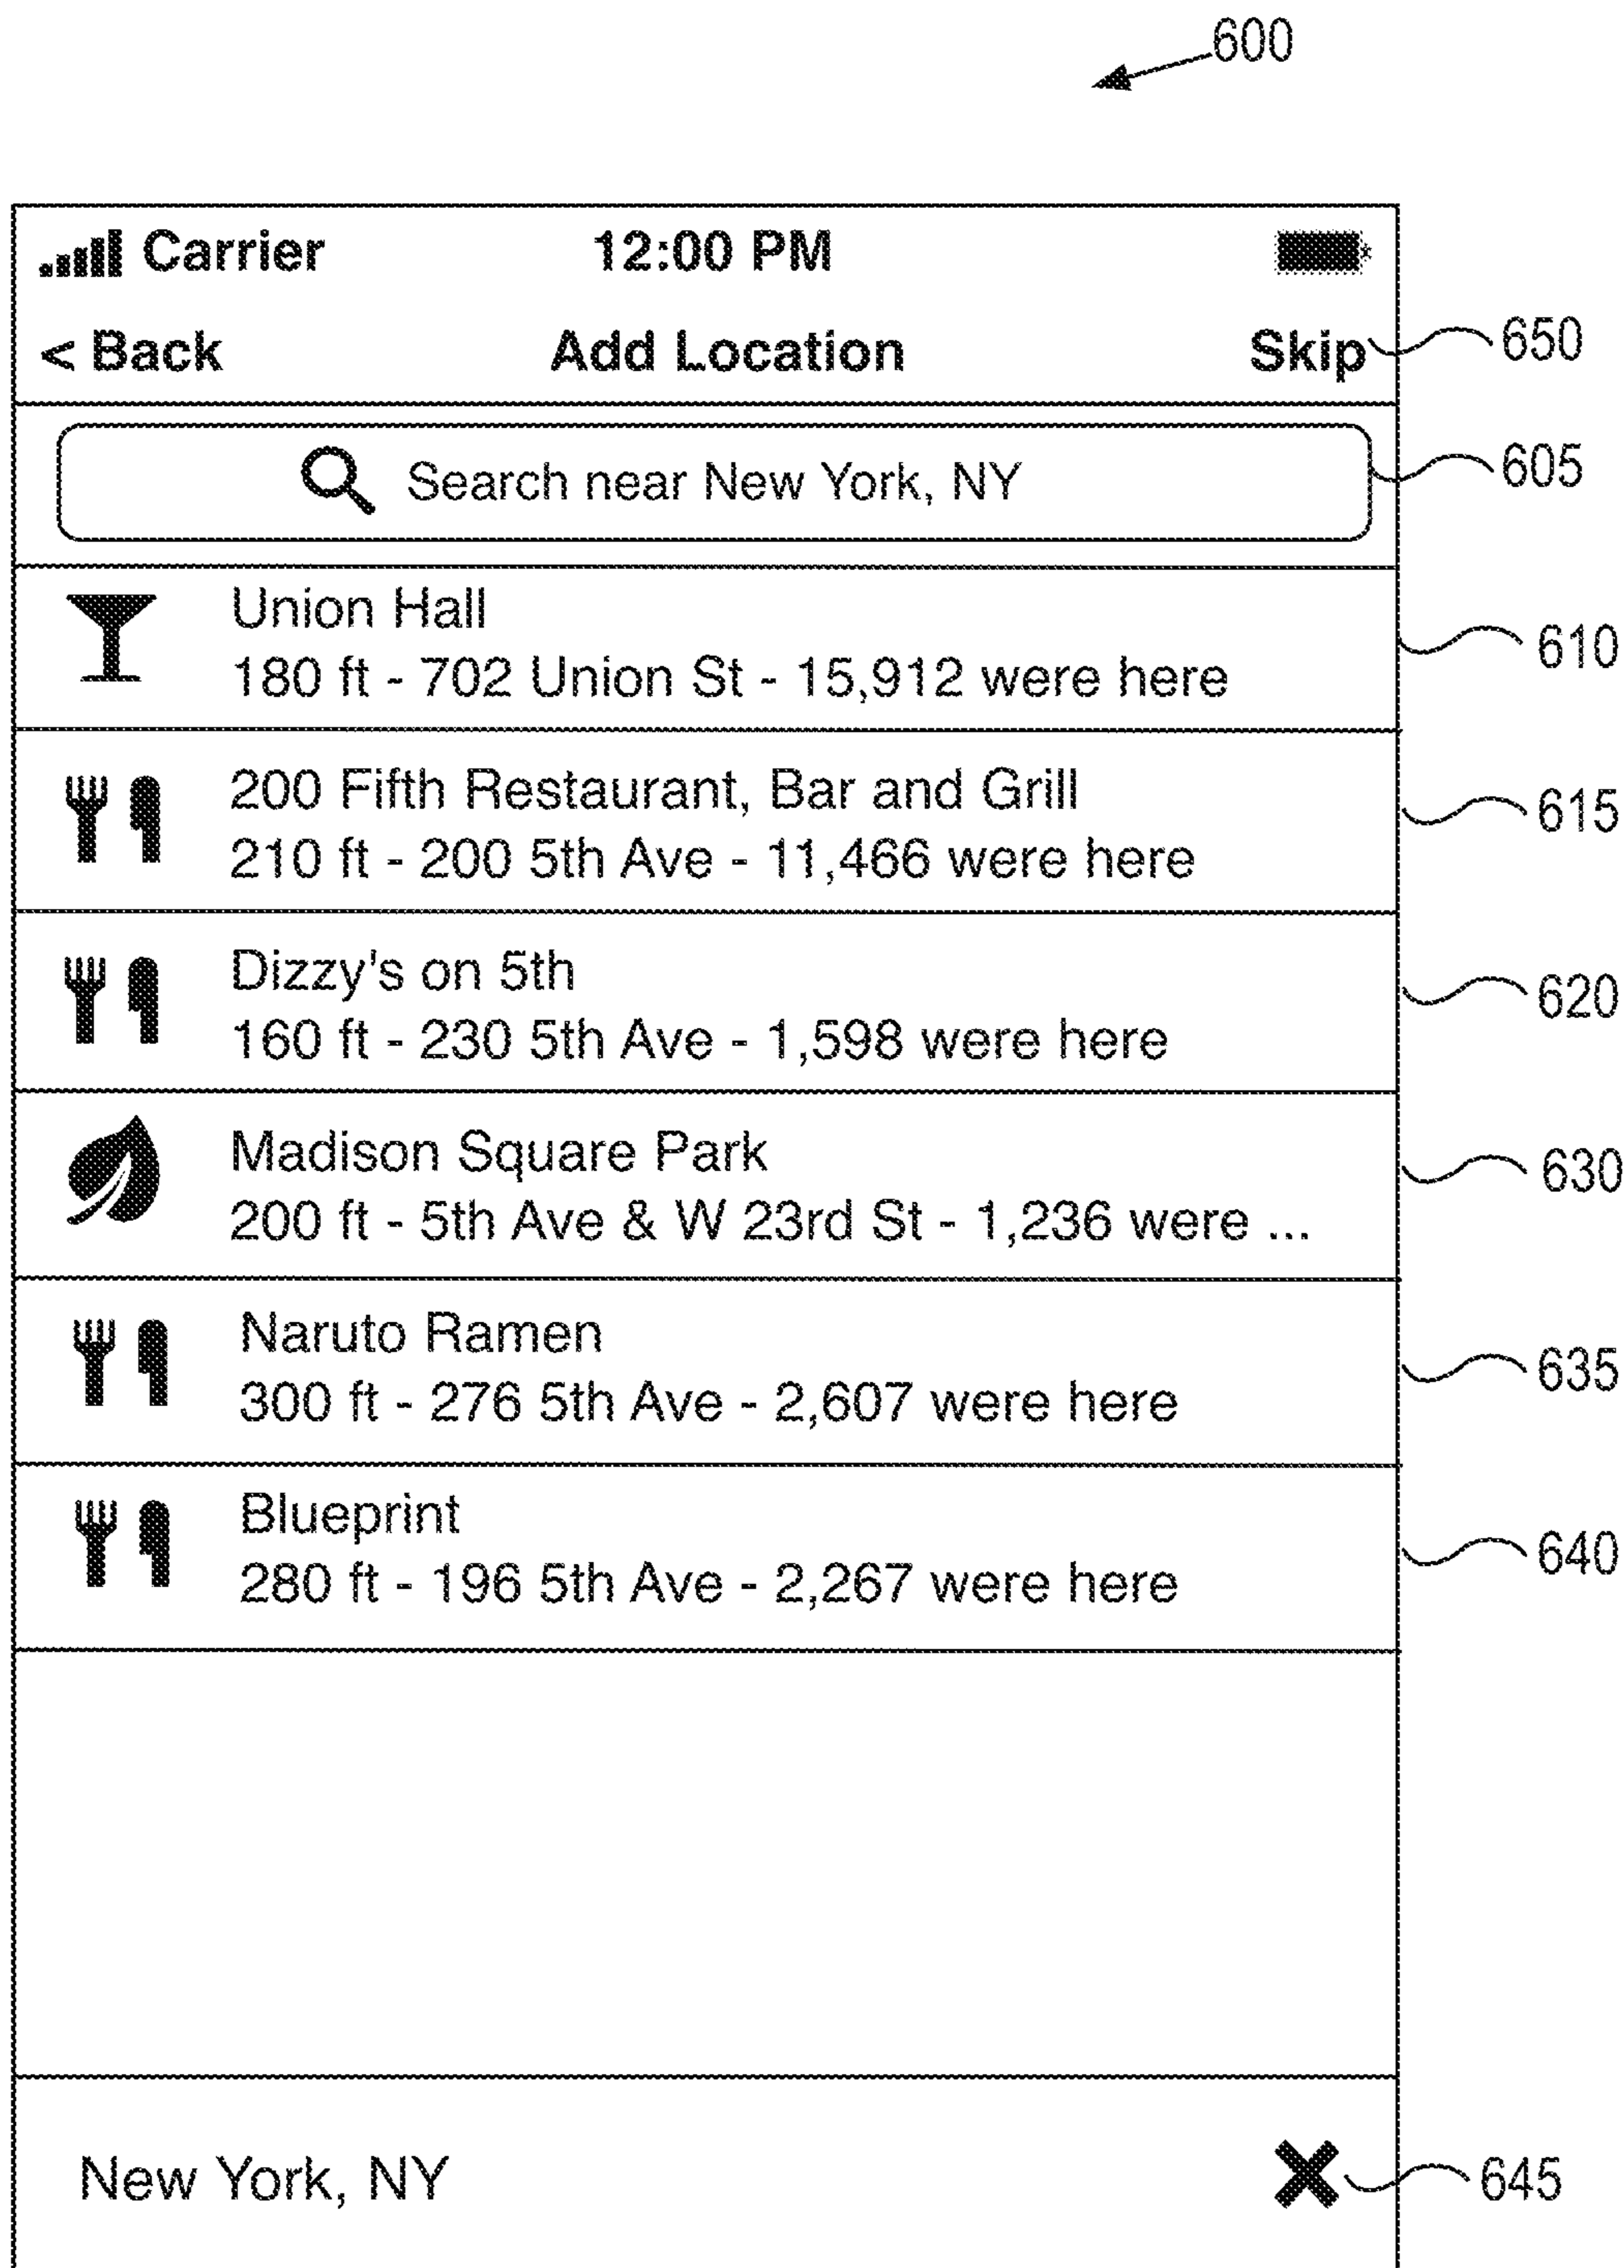 600
Carrier 12:00 PM
< Back Add Location Skip 650
Search near New York, NY 605
Union Hall
180 ft - 702 Union St - 15,912 were here 610
200 Fifth Restaurant, Bar and Grill
210 ft - 200 5th Ave - 11,466 were here 615
Dizzy's on 5th
160 ft - 230 5th Ave - 1,598 were here 620
Madison Square Park
200 ft - 5th Ave & W 23rd St - 1,236 were ... 630
Naruto Ramen
300 ft - 276 5th Ave - 2,607 were here 635
Blueprint
280 ft - 196 5th Ave - 2,267 were here 640
New York, NY 645